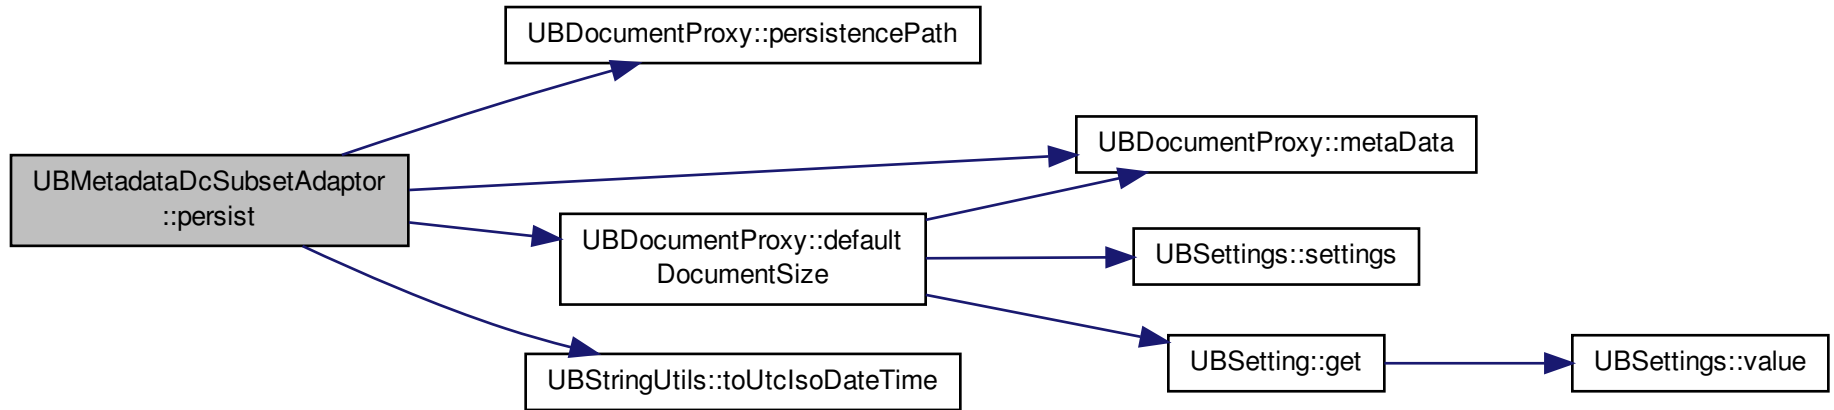 UBDocumentProxy::persistencePath
UBDocumentProxy::metaData
UBMetadataDcSubsetAdaptor
::persist
UBDocumentProxy::default
DocumentSize
UBSettings::settings
UBStringUtils::toUtcIsoDateTime
UBSetting::get
UBSettings::value